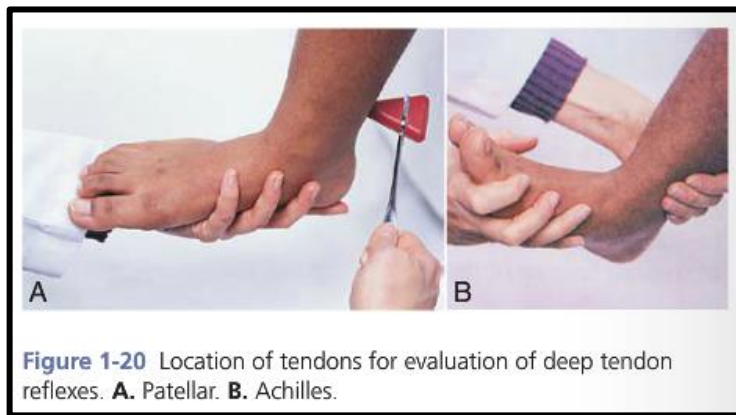 A
B
Figure 1-20 Location of tendons for evaluation of deep tendon
reflexes. A. Patellar. B. Achilles.